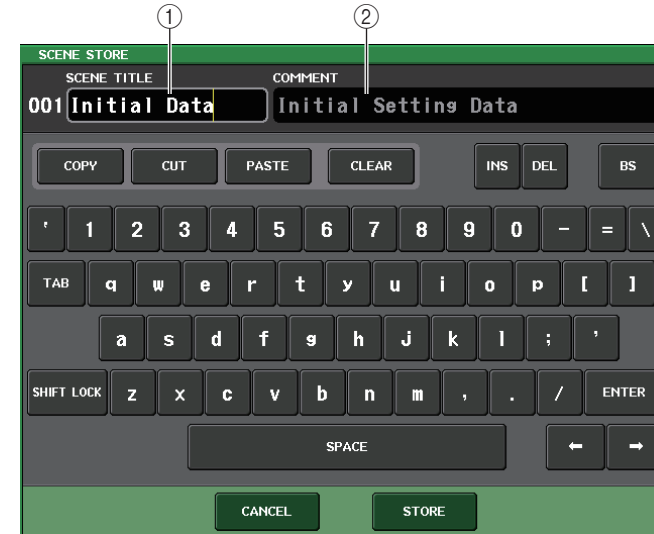 ① ②
SCENE STORE
SCENE TITLE COMMENT
001 Initial Data Initial Setting Data
COPY CUT PASTE CLEAR INS DEL BS
' 1 2 3 4 5 6 7 8 9 0 - = \
TAB q w e r t y u i o p [ ]
a s d f g h j k l ; '
SHIFT LOCK z x c v b n m , . / ENTER
SPACE ← →
CANCEL STORE